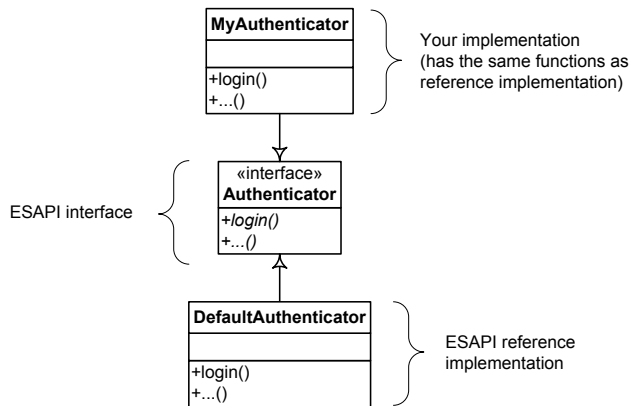 MyAuthenticator
+login()
+...()
Your implementation
(has the same functions as
reference implementation)
«interface»
Authenticator
+login()
+...()
ESAPI interface
DefaultAuthenticator
+login()
+...()
ESAPI reference
implementation